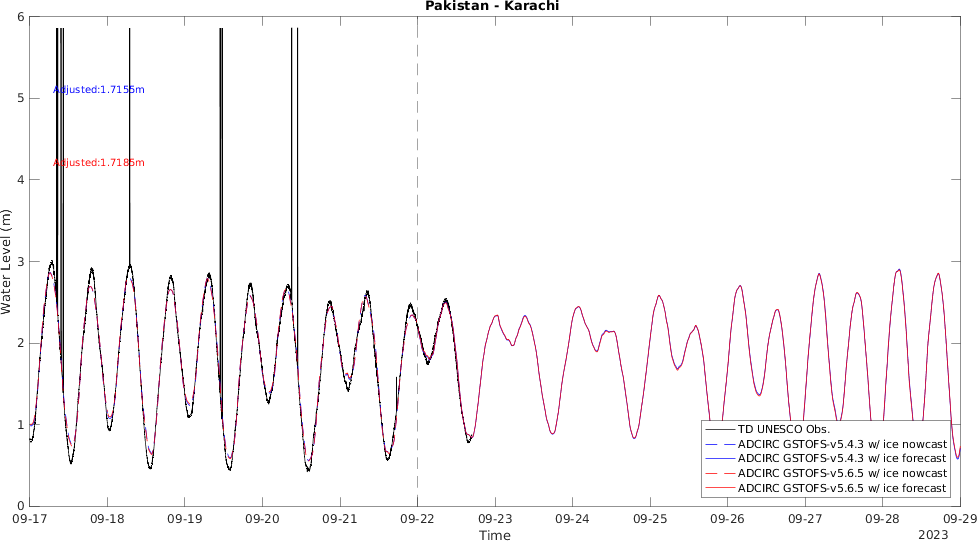 Pakistan - Karachi
6
5
4
3
2
1
0
Water Level (m)
Adjusted:1.7155m
Adjusted:1.7185m
TD UNESCO Obs.
ADCIRC GSTOFS-v5.4.3 w/ ice nowcast
ADCIRC GSTOFS-v5.4.3 w/ ice forecast
ADCIRC GSTOFS-v5.6.5 w/ ice nowcast
ADCIRC GSTOFS-v5.6.5 w/ ice forecast
09-17 09-18 09-19 09-20 09-21 09-22 09-23 09-24 09-25 09-26 09-27 09-28 09-29
Time
2023